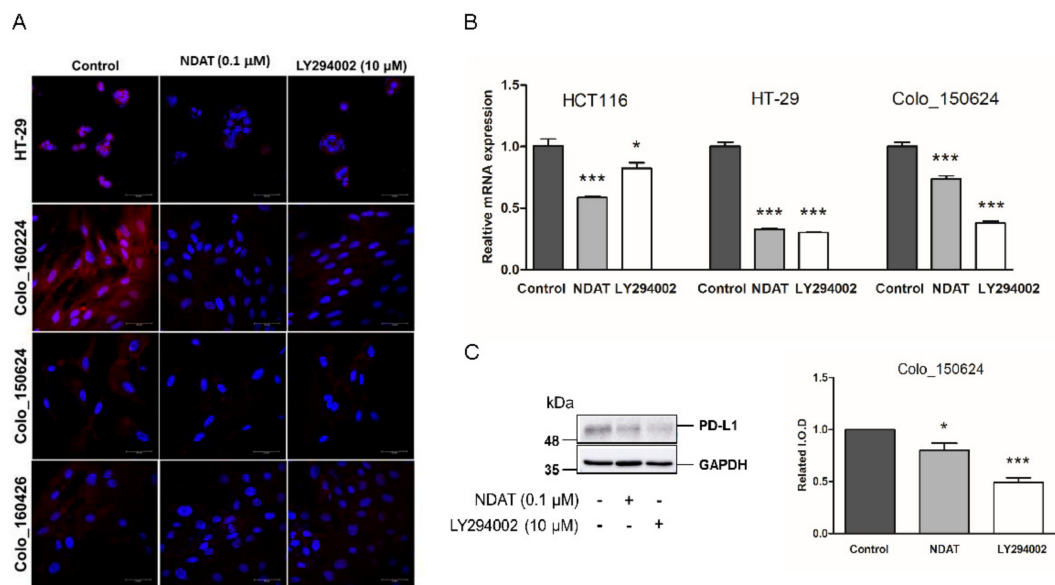 A
Control
NDAT (0.1 µM)
LY294002 (10 µM)
HT-29
Colo_160224
Colo_150624
Colo_160426
B
Realtive mRNA expression
1.5
1.0
0.5
0.0
HCT116
HT-29
Colo_150624
***
*
***
***
***
***
Control NDAT LY294002
Control NDAT LY294002
Control NDAT LY294002
C
kDa
48
35
PD-L1
GAPDH
NDAT (0.1 µM) - + -
LY294002 (10 µM) - - +
Colo_150624
Related I.O.D
1.5
1.0
0.5
0.0
*
***
Control NDAT LY294002